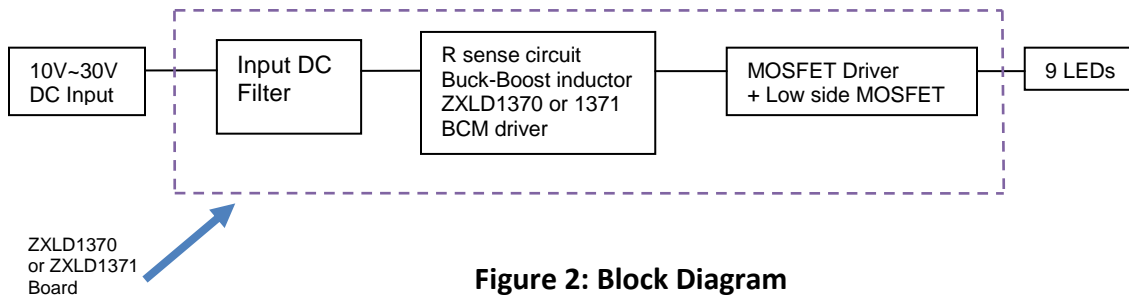 10V~30V
DC Input
Input DC
Filter
R sense circuit
Buck-Boost inductor
ZXLD1370 or 1371
BCM driver
MOSFET Driver
+ Low side MOSFET
9 LEDs
ZXLD1370
or ZXLD1371
Board
Figure 2: Block Diagram